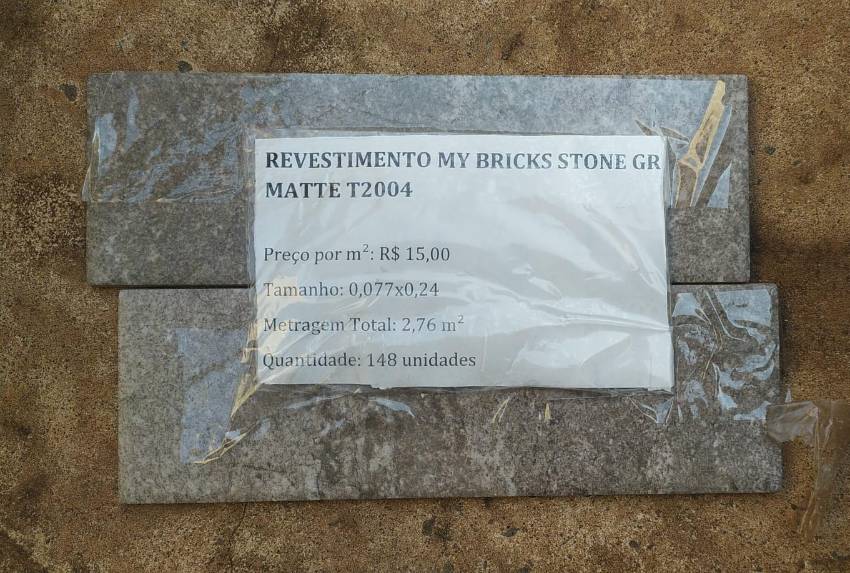 REVESTIMENTO MY BRICKS STONE GR
MATTE T2004
Preço por m²: R$ 15,00
Tamanho: 0,077x0,24
Metragem Total: 2,76 m²
Quantidade: 148 unidades